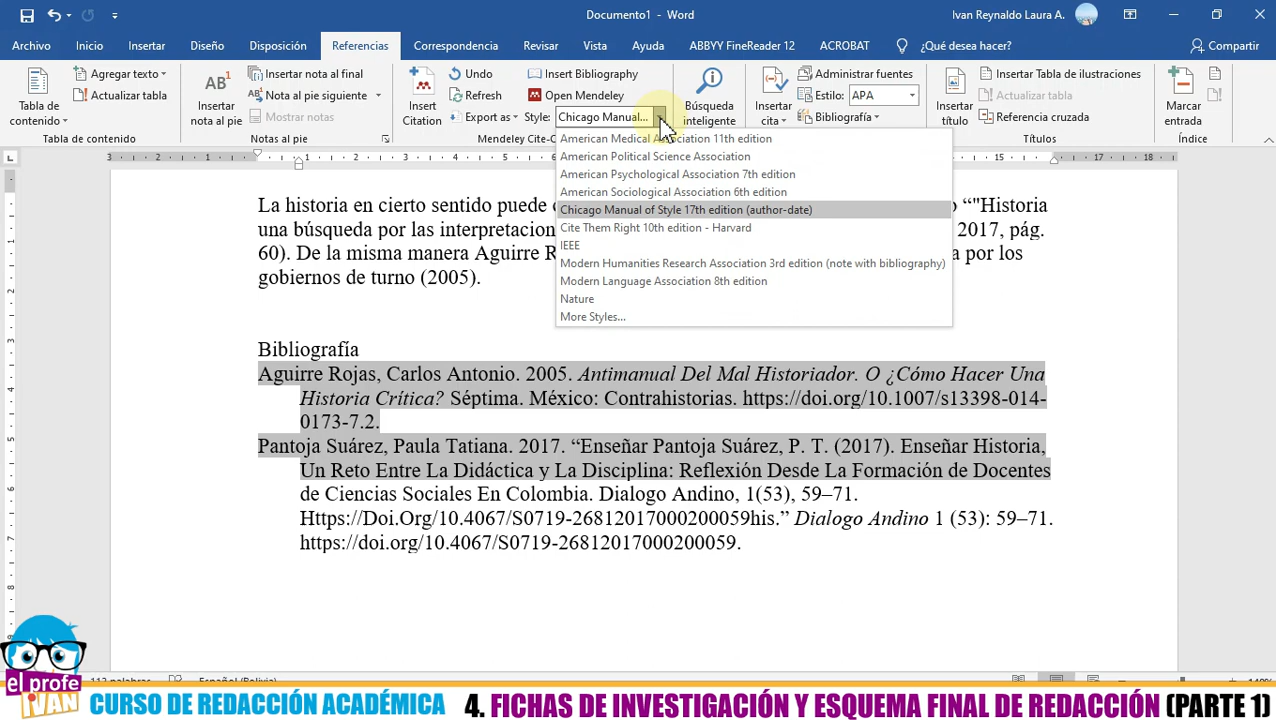 Documento1 - Word
Ivan Reynaldo Laura A.
Archivo Inicio Insertar Diseño Disposición Referencias Correspondencia Revisar Vista Ayuda ABBYY FineReader 12 ACROBAT ¿Qué desea hacer? Compartir
Tabla de contenido
Agregar texto
Actualizar tabla
Tabla de contenido
AB1
Insertar nota al pie
Insertar nota al final
Nota al pie siguiente
Notas al pie
Insert Citation
Undo
Refresh
Export as
Insert Bibliography
Open Mendeley
Style: Chicago Manual...
Mendeley Cite-O
Búsqueda inteligente
Insertar cita
Administrar fuentes
Estilo: APA
Bibliografía
Insertar título
Insertar Tabla de ilustraciones
Actualizar tabla
Títulos
Marcar entrada
Índice
American Medical Association 11th edition
American Political Science Association
American Psychological Association 7th edition
American Sociological Association 6th edition
Chicago Manual of Style 17th edition (author-date)
Cite Them Right 10th edition - Harvard
IEEE
Modern Humanities Research Association 3rd edition (note with bibliography)
Modern Language Association 8th edition
Nature
More Styles...
3 2 1 1 15 17 18
La historia en cierto sentido puede o “"Historia
una búsqueda por las interpretacion 2017, pág.
60). De la misma manera Aguirre R a por los
gobiernos de turno (2005).
Bibliografía
Aguirre Rojas, Carlos Antonio. 2005. Antimanual Del Mal Historiador. O ¿Cómo Hacer Una
Historia Crítica? Séptima. México: Contrahistorias. https://doi.org/10.1007/s13398-014-
0173-7.2.
Pantoja Suárez, Paula Tatiana. 2017. “Enseñar Pantoja Suárez, P. T. (2017). Enseñar Historia,
Un Reto Entre La Didáctica y La Disciplina: Reflexión Desde La Formación de Docentes
de Ciencias Sociales En Colombia. Dialogo Andino, 1(53), 59–71.
Https://Doi.Org/10.4067/S0719-26812017000200059his.” Dialogo Andino 1 (53): 59–71.
https://doi.org/10.4067/S0719-26812017000200059.
el profe
iVAN
CURSO DE REDACCIÓN ACADÉMICA 4. FICHAS DE INVESTIGACIÓN Y ESQUEMA FINAL DE REDACCIÓN (PARTE 1)